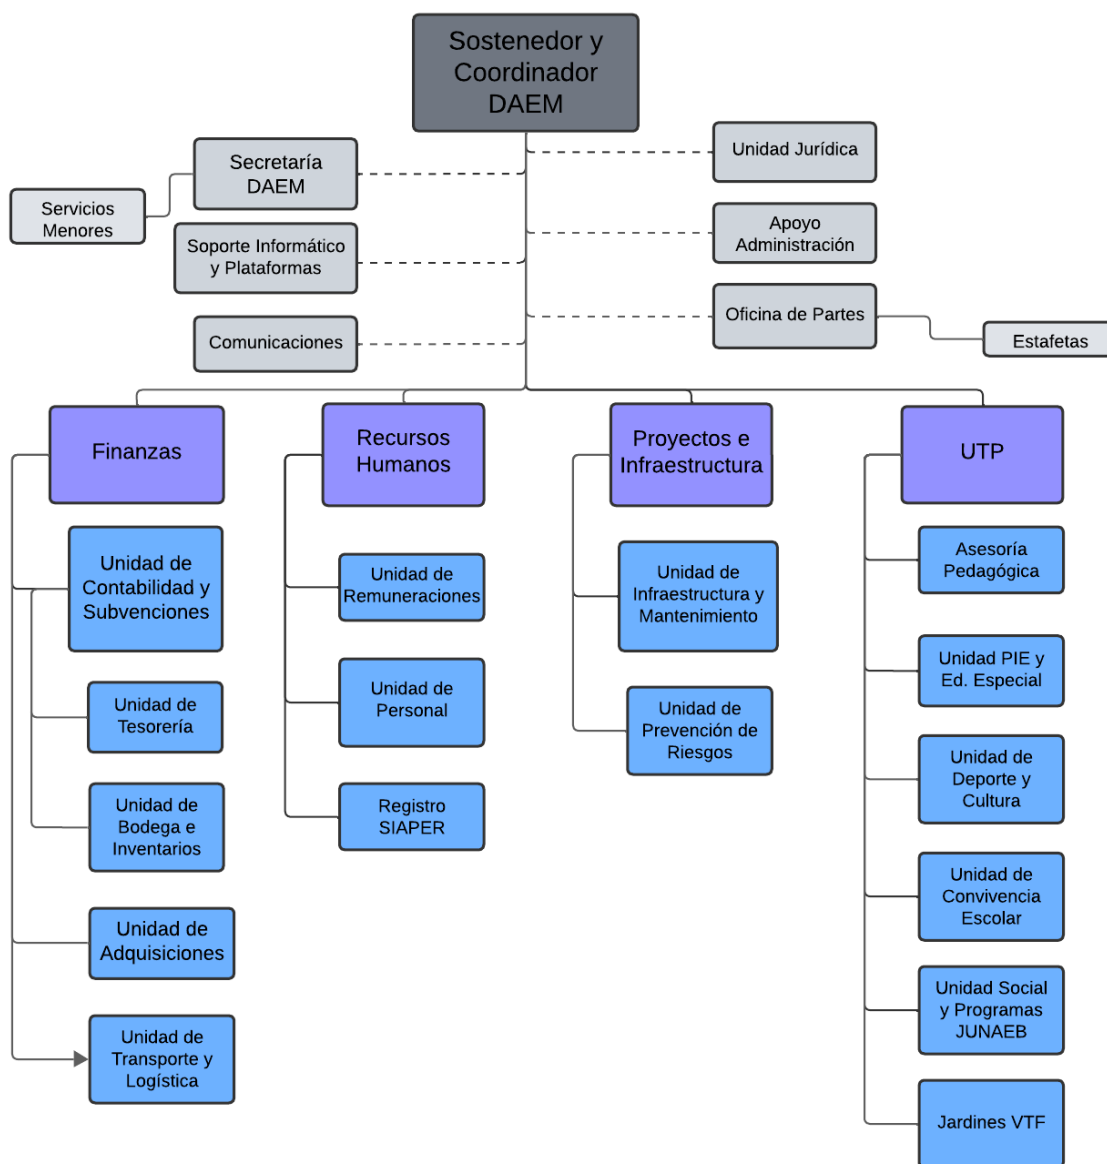 Sostenedor y
Coordinador
DAEM
Secretaría
DAEM
Unidad Jurídica
Servicios
Menores
Soporte Informático
y Plataformas
Apoyo
Administración
Comunicaciones
Oficina de Partes
Estafetas
Finanzas
Recursos
Humanos
Proyectos e
Infraestructura
UTP
Unidad de
Contabilidad y
Subvenciones
Unidad de
Tesorería
Unidad de
Bodega e
Inventarios
Unidad de
Adquisiciones
Unidad de
Transporte y
Logística
Unidad de
Remuneraciones
Unidad de
Personal
Registro
SIAPER
Unidad de
Infraestructura y
Mantenimiento
Unidad de
Prevención de
Riesgos
Asesoría
Pedagógica
Unidad PIE y
Ed. Especial
Unidad de
Deporte y
Cultura
Unidad de
Convivencia
Escolar
Unidad Social
y Programas
JUNAEB
Jardines VTF